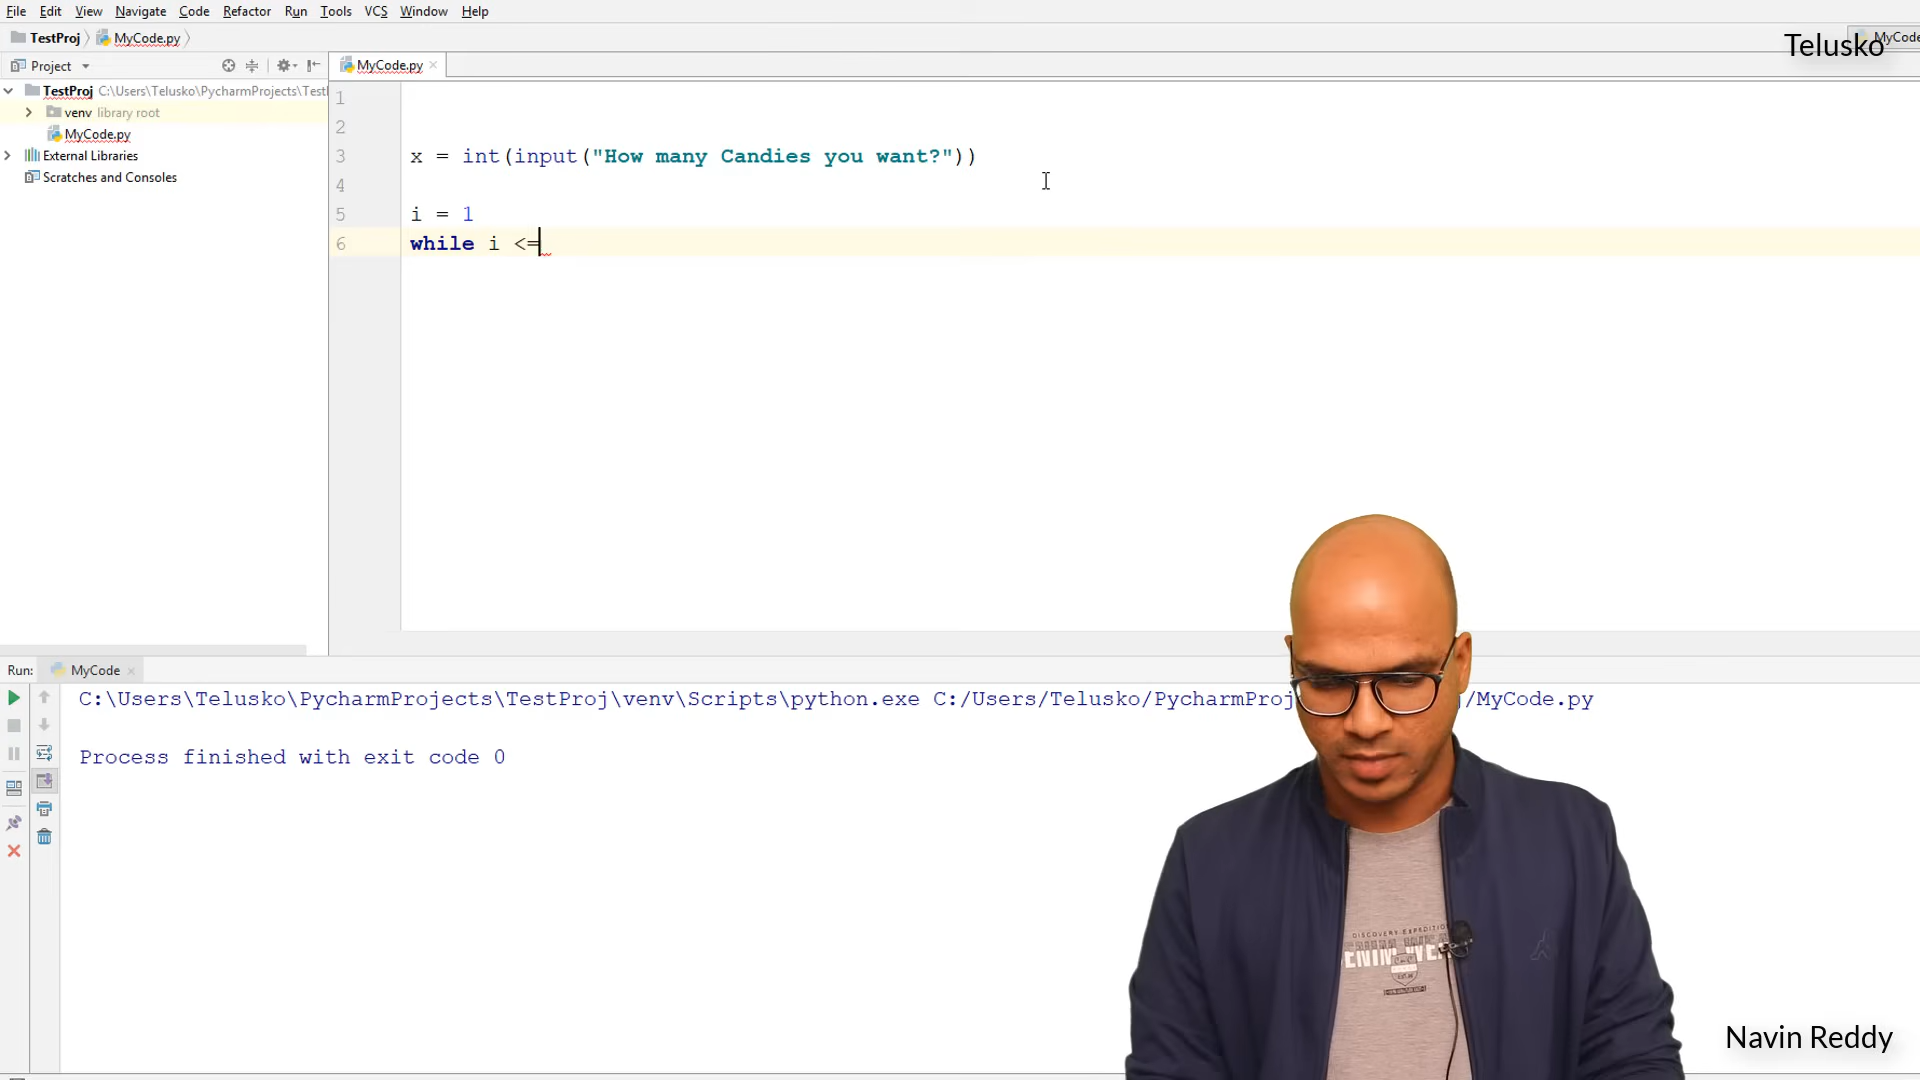 File Edit View Navigate Code Refactor Run Tools VCS Window Help
TestProj MyCode.py
MyCode
Telusko
Project
MyCode.py
TestProj C:\Users\Telusko\PycharmProjects\Test
venv library root
MyCode.py
External Libraries
Scratches and Consoles
1
2
3 x = int(input("How many Candies you want?"))
4
5 i = 1
6 while i <=
Run: MyCode
C:\Users\Telusko\PycharmProjects\TestProj\venv\Scripts\python.exe C:/Users/Telusko/PycharmProj /MyCode.py
Process finished with exit code 0
DISCOVERY EXPEDITION
Navin Reddy